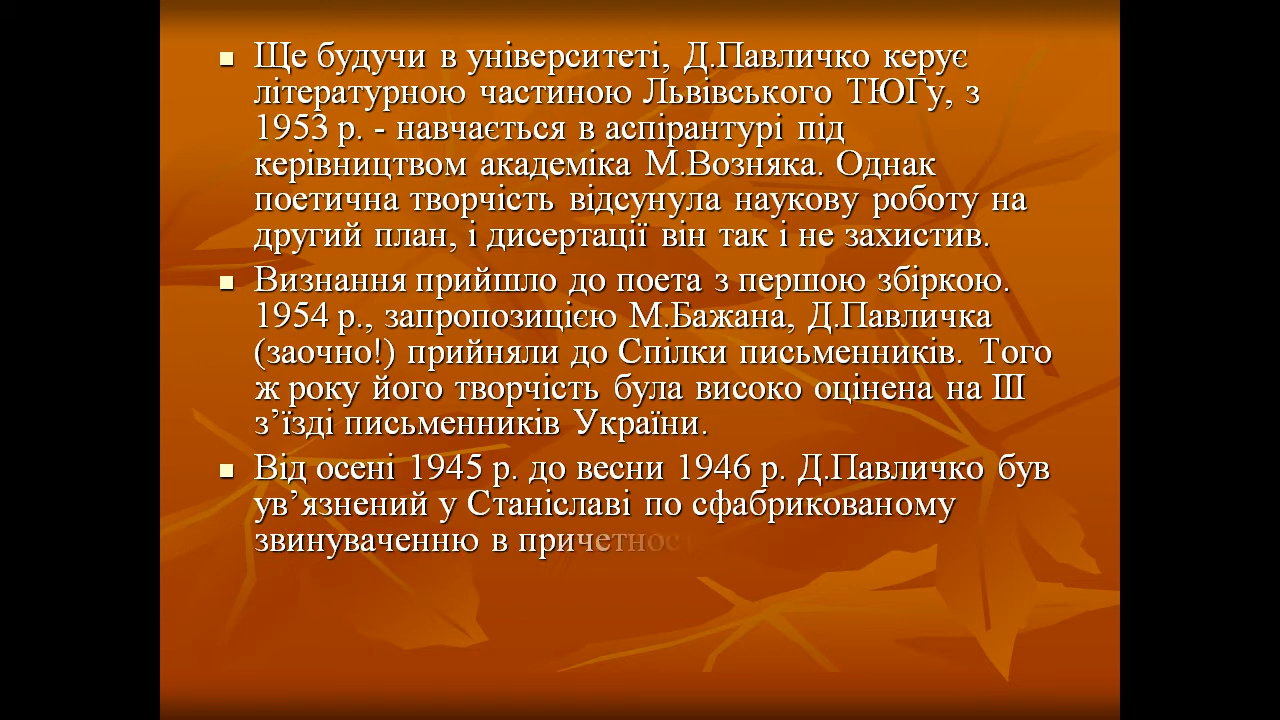 Ще будучи в університеті, Д.Павличко керує
літературною частиною Львівського ТЮГу, з
1953 р. - навчається в аспірантурі під
керівництвом академіка М.Возняка. Однак
поетична творчість відсунула наукову роботу на
другий план, і дисертації він так і не захистив.
Визнання прийшло до поета з першою збіркою.
1954 р., запропозицією М.Бажана, Д.Павличка
(заочно!) прийняли до Спілки письменників. Того
ж року його творчість була високо оцінена на III
з’їзді письменників України.
Від осені 1945 р. до весни 1946 р. Д.Павличко був
ув’язнений у Станіславі по сфабрикованому
звинуваченню в